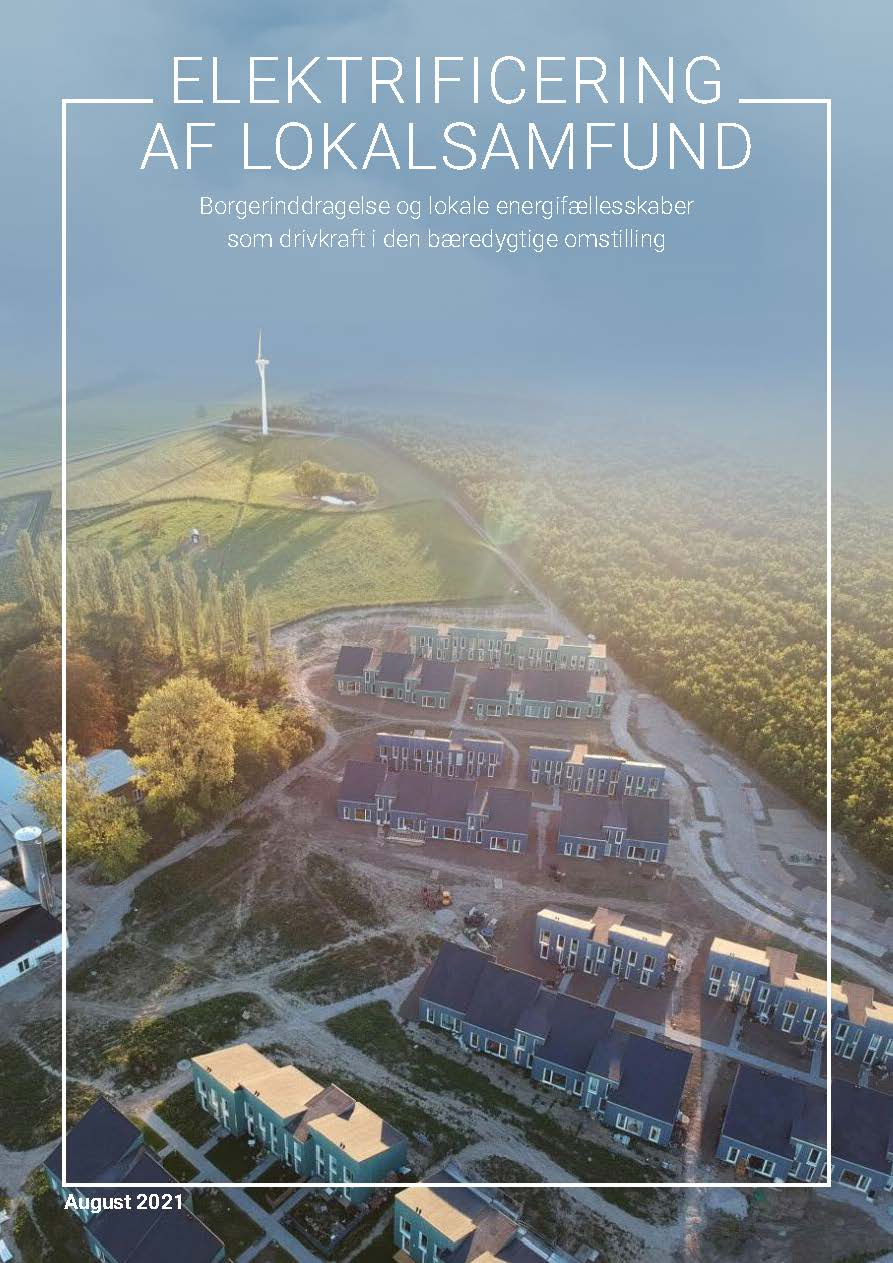 ELEKTRIFICERING
AF LOKALSAMFUND
Borgerinddragelse og lokale energifællesskaber
som drivkraft i den bæredygtige omstilling
August 2021